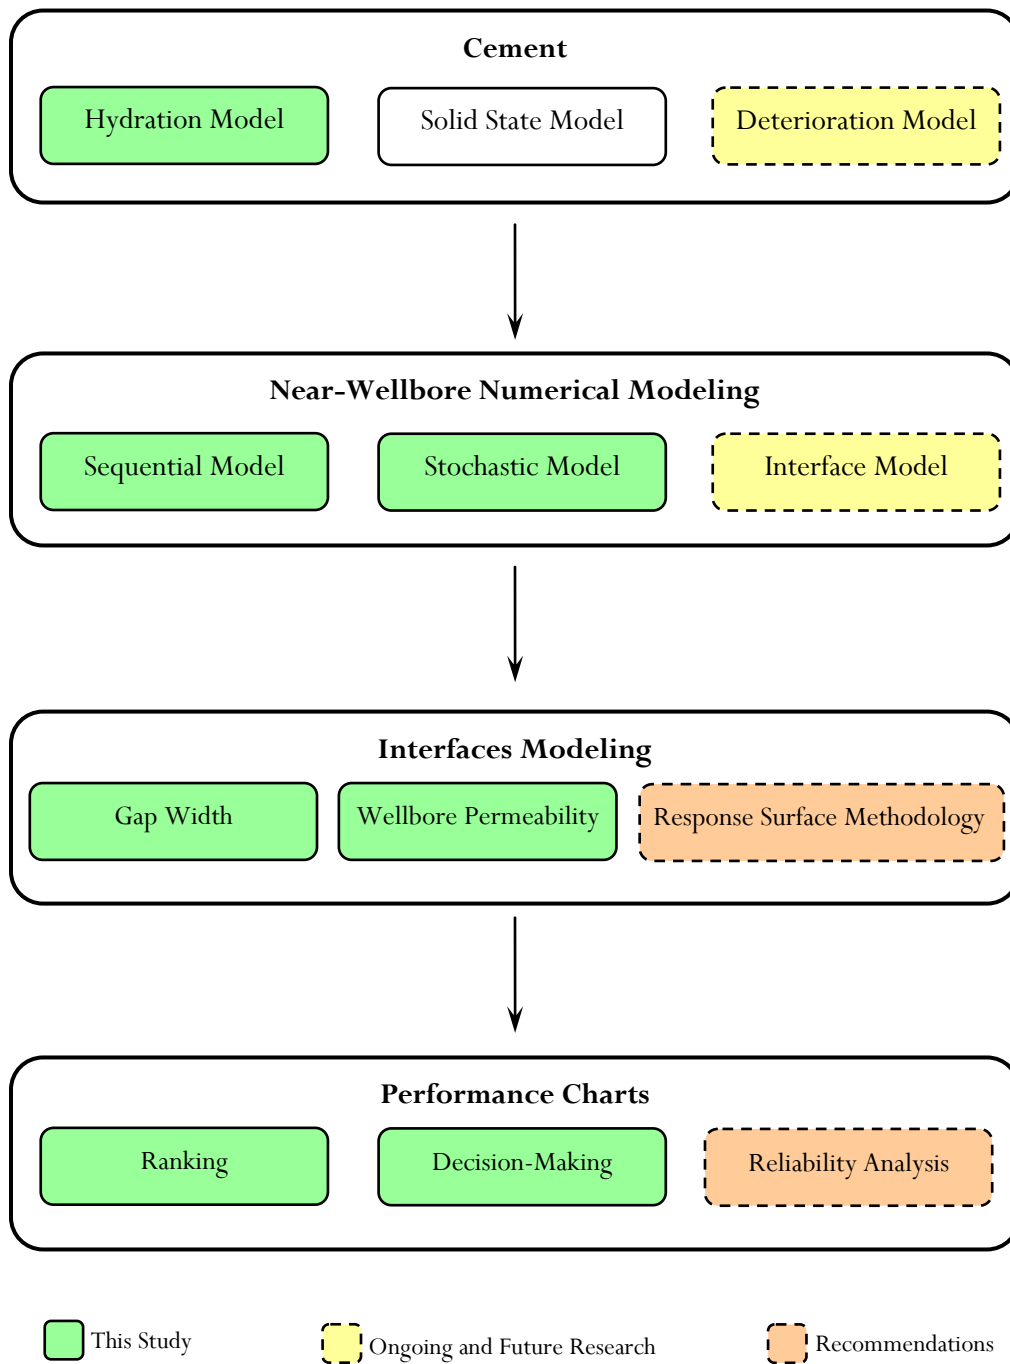 Cement
Hydration Model
Solid State Model
Deterioration Model
Near-Wellbore Numerical Modeling
Sequential Model
Stochastic Model
Interface Model
Interfaces Modeling
Gap Width
Wellbore Permeability
Response Surface Methodology
Performance Charts
Ranking
Decision-Making
Reliability Analysis
This Study
Ongoing and Future Research
Recommendations